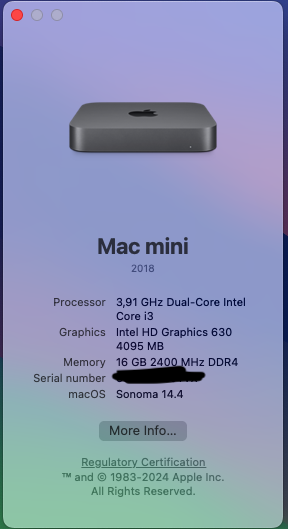 Mac mini
2018
Processor 3,91 GHz Dual-Core Intel
Core i3
Graphics Intel HD Graphics 630
4095 MB
Memory 16 GB 2400 MHz DDR4
Serial number
macOS Sonoma 14.4
More Info...
Regulatory Certification
™ and © 1983-2024 Apple Inc.
All Rights Reserved.